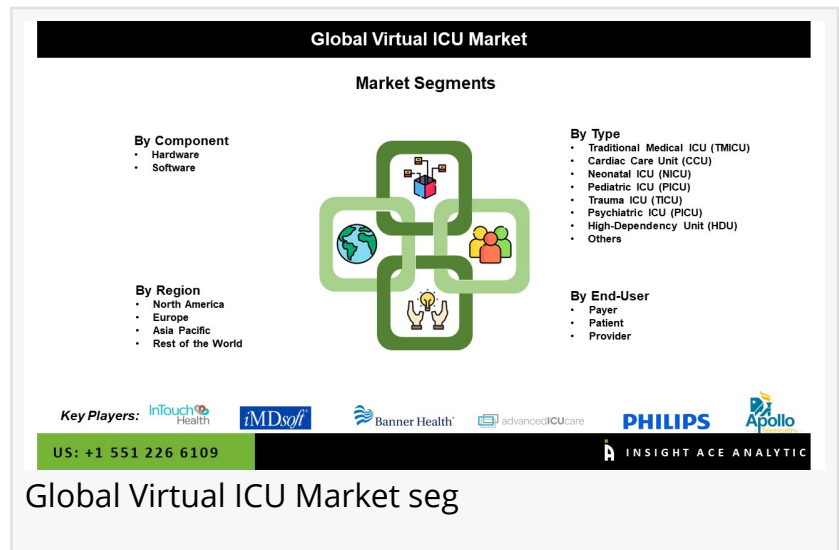 Global Virtual ICU Market
Market Segments
By Component
• Hardware
• Software
By Type
• Traditional Medical ICU (TMICU)
• Cardiac Care Unit (CCU)
• Neonatal ICU (NICU)
• Pediatric ICU (PICU)
• Trauma ICU (TICU)
• Psychiatric ICU (PICU)
• High-Dependency Unit (HDU)
• Others
By Region
• North America
• Europe
• Asia Pacific
• Rest of the World
By End-User
• Payer
• Patient
• Provider
Key Players:
InTouch
Health
iMDsoft
Banner Health
advancedICUcare
PHILIPS
Apollo
TeleHealth
US: +1 551 226 6109
INSIGHT ACE ANALYTIC
Global Virtual ICU Market seg